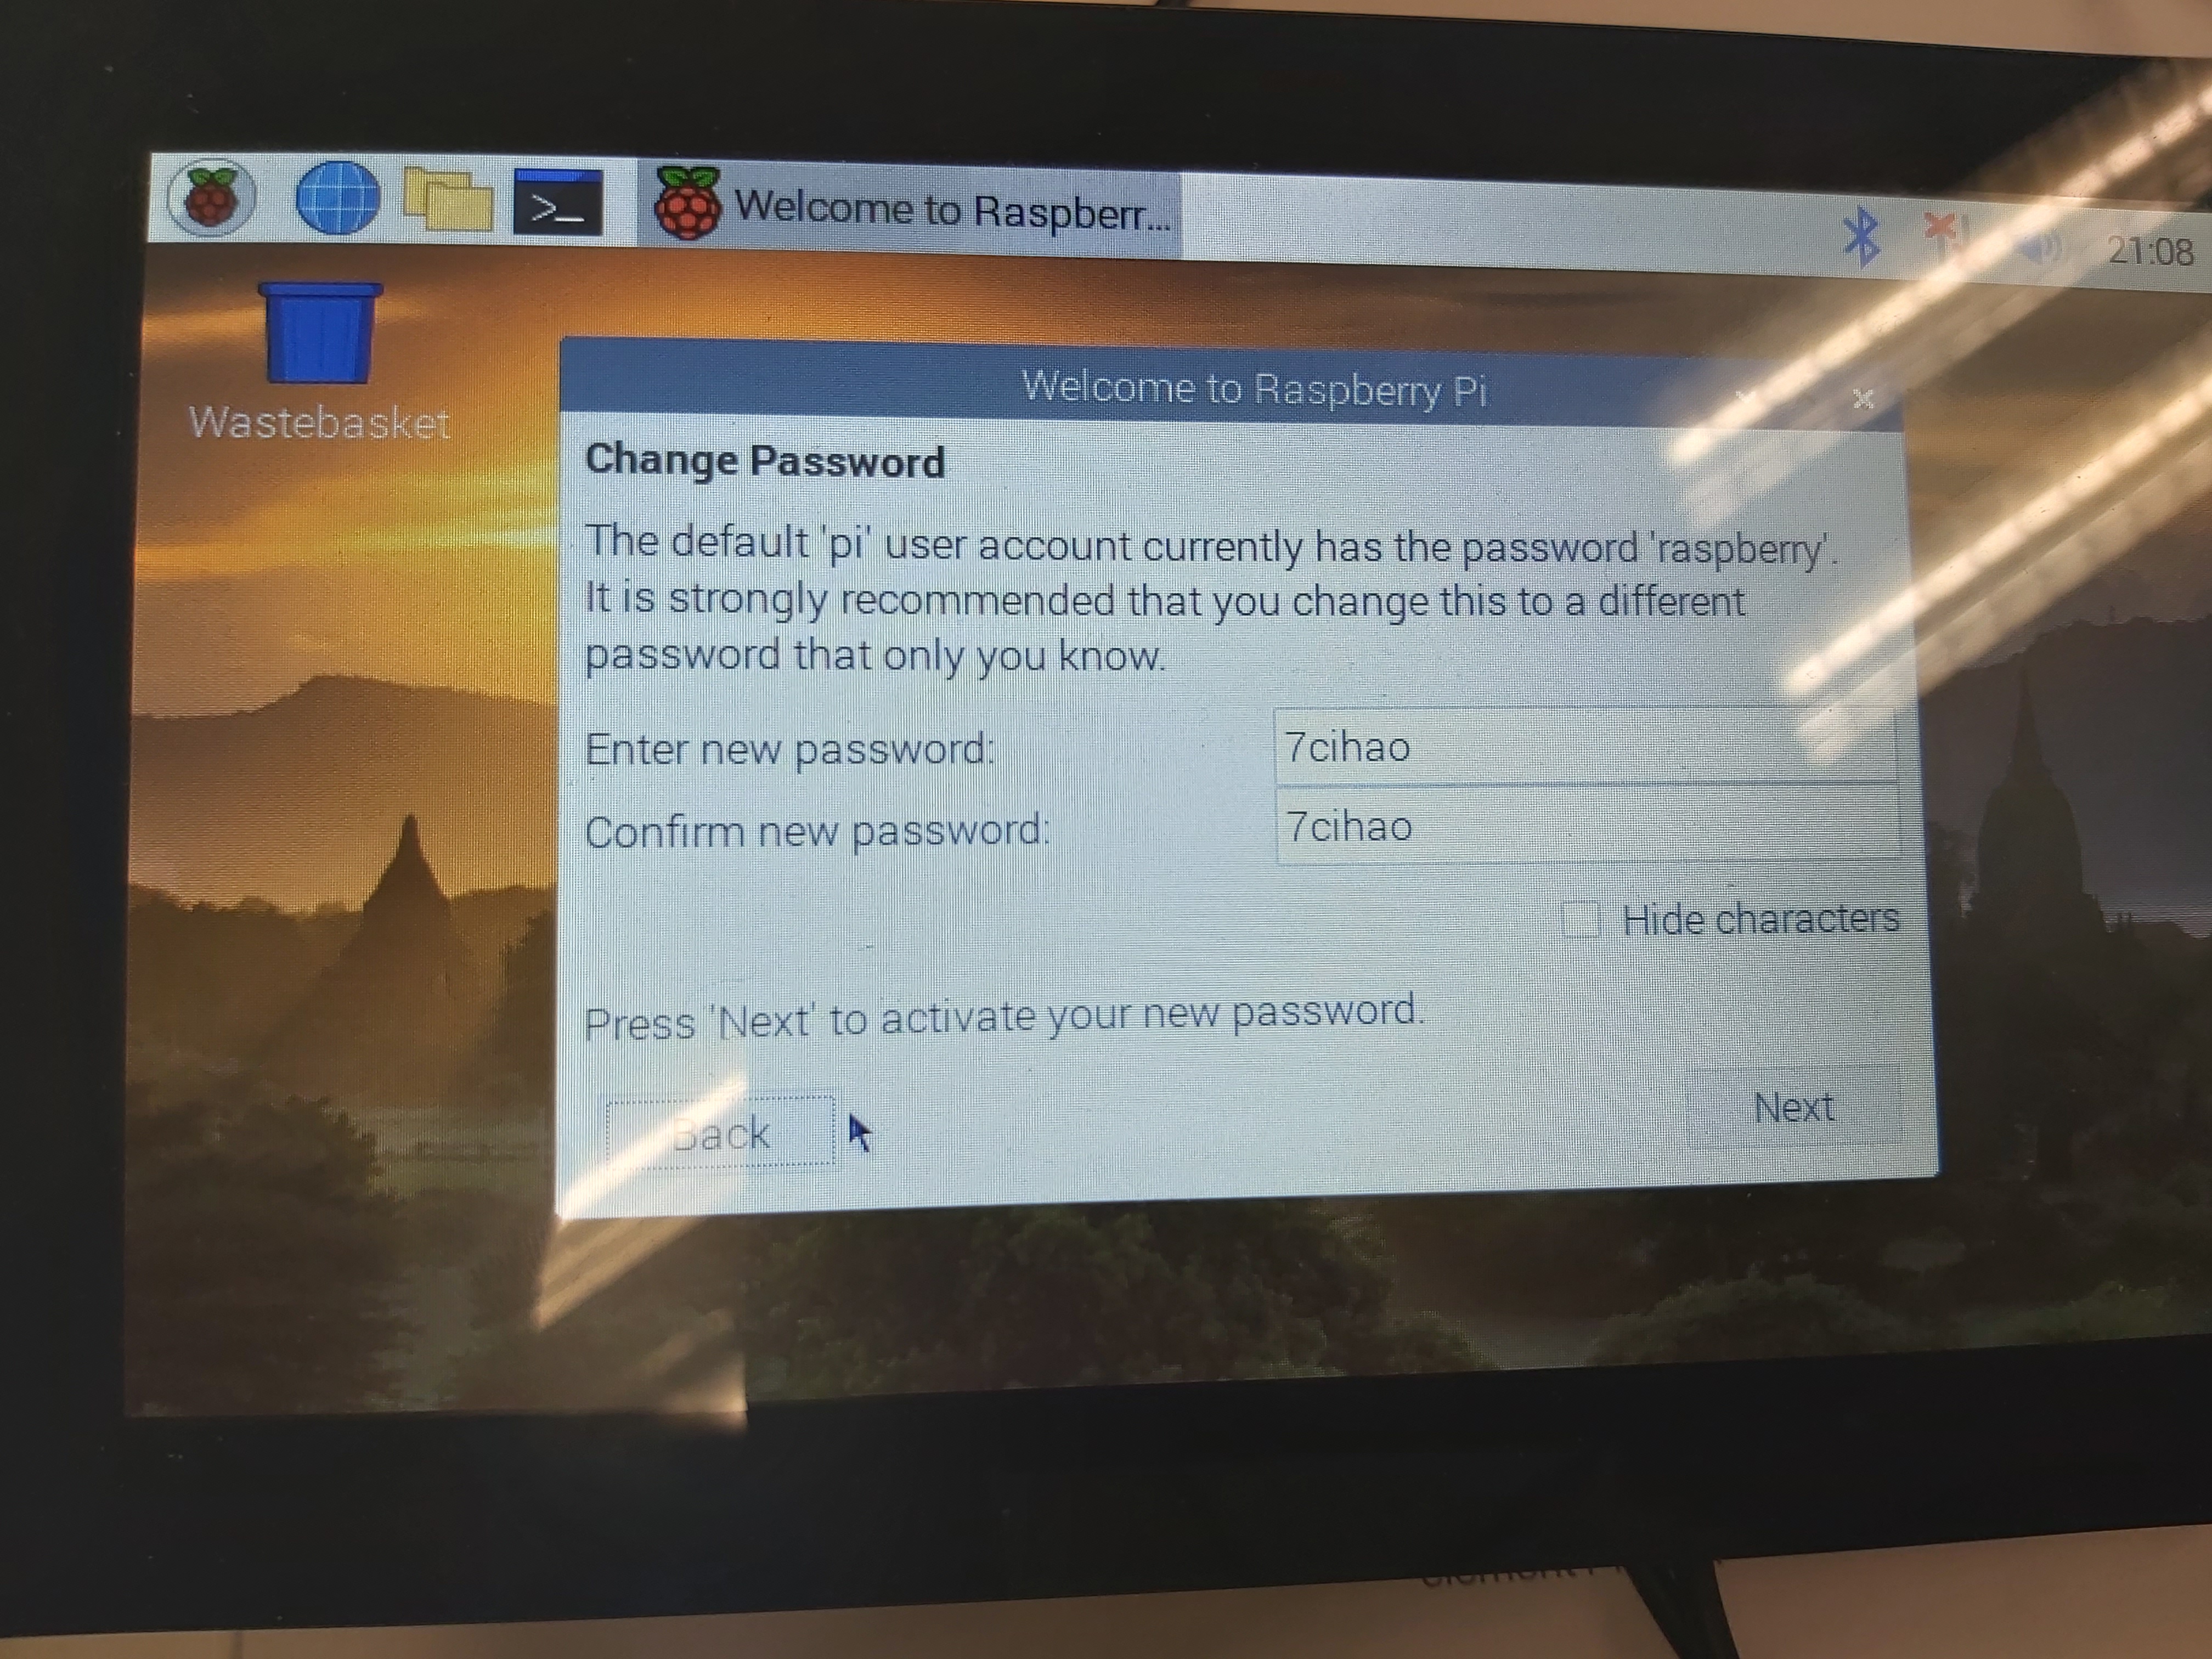 Welcome to Raspberr...
21:08
Wastebasket
Welcome to Raspberry Pi
Change Password
The default 'pi' user account currently has the password 'raspberry'.
It is strongly recommended that you change this to a different
password that only you know.
Enter new password: 7cihao
Confirm new password: 7cihao
Hide characters
Press 'Next' to activate your new password.
Back
Next